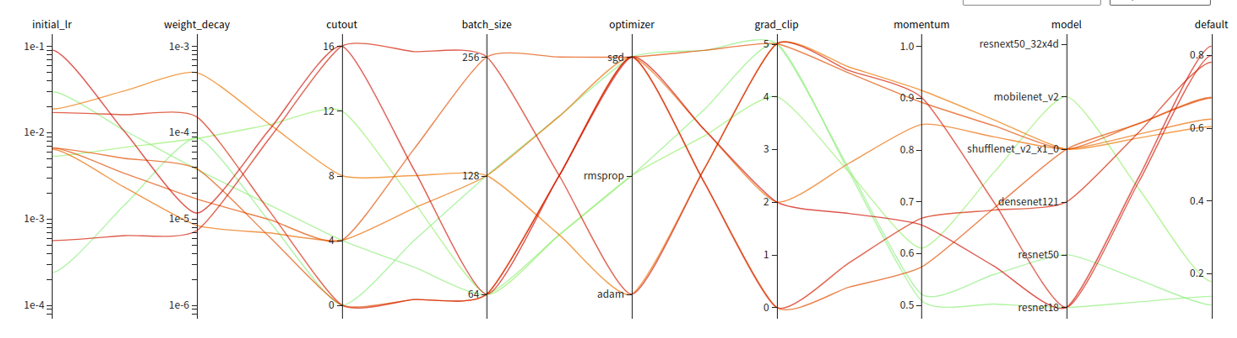 initial_lr weight_decay cutout batch_size optimizer grad_clip momentum model default
1e-1
1e-2
1e-3
1e-4
1e-3
1e-4
1e-5
1e-6
16
12
8
4
0
256
128
64
sgd
rmsprop
adam
5
4
3
2
1
0
1.0
0.9
0.8
0.7
0.6
0.5
resnext50_32x4d
mobilenet_v2
shufflenet_v2_x1_0
densenet121
resnet50
resnet18
0.8
0.6
0.4
0.2